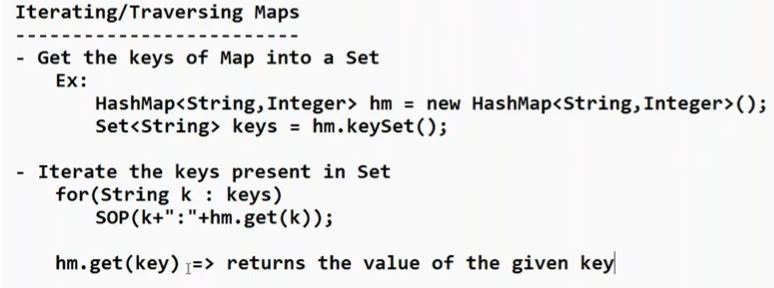 Iterating/Traversing Maps
-------------------------
- Get the keys of Map into a Set
Ex:
HashMap<String,Integer> hm = new HashMap<String,Integer>();
Set<String> keys = hm.keySet();
- Iterate the keys present in Set
for(String k : keys)
SOP(k+":"+hm.get(k));
hm.get(key) => returns the value of the given key